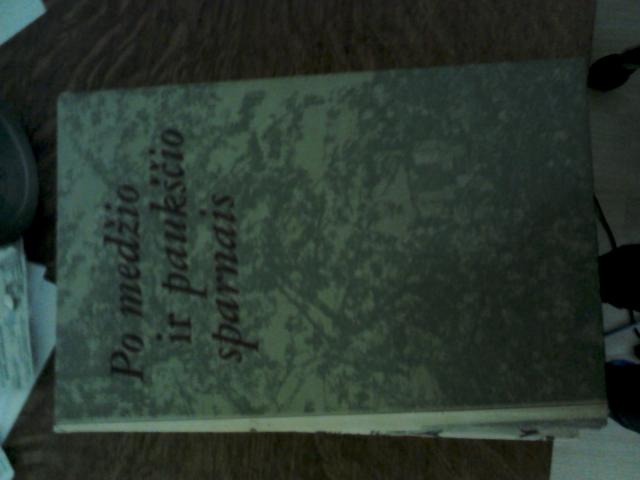 Po medžio
ir paukščio
sparnais